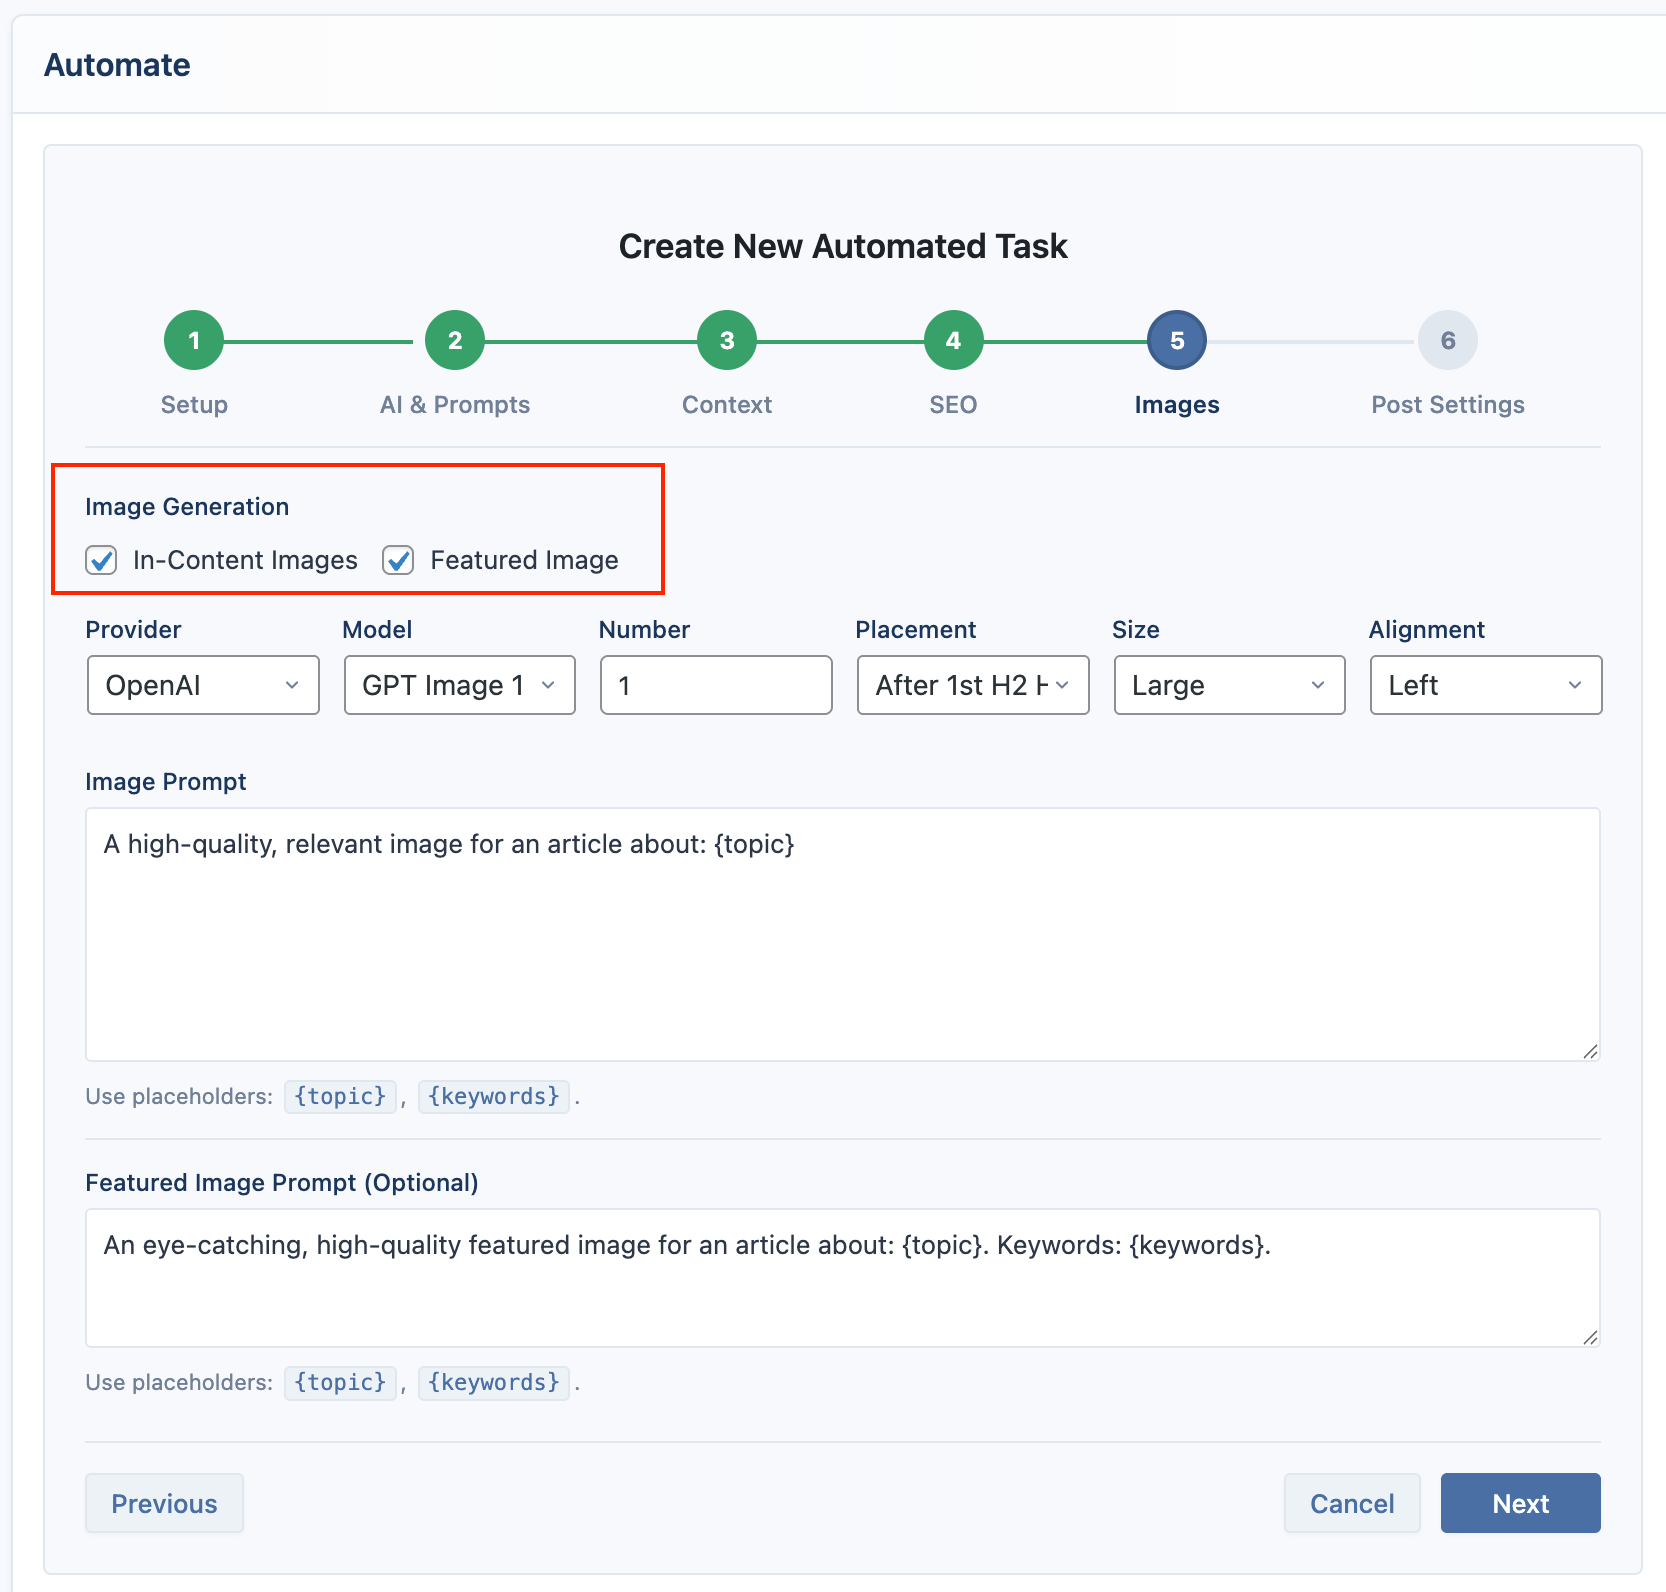 Automate
Create New Automated Task
1 2 3 4 5 6
Setup AI & Prompts Context SEO Images Post Settings
Image Generation
In-Content Images Featured Image
Provider Model Number Placement Size Alignment
OpenAI GPT Image 1 1 After 1st H2 H Large Left
Image Prompt
A high-quality, relevant image for an article about: {topic}
Use placeholders: {topic} , {keywords} .
Featured Image Prompt (Optional)
An eye-catching, high-quality featured image for an article about: {topic}. Keywords: {keywords}.
Use placeholders: {topic} , {keywords} .
Previous Cancel Next